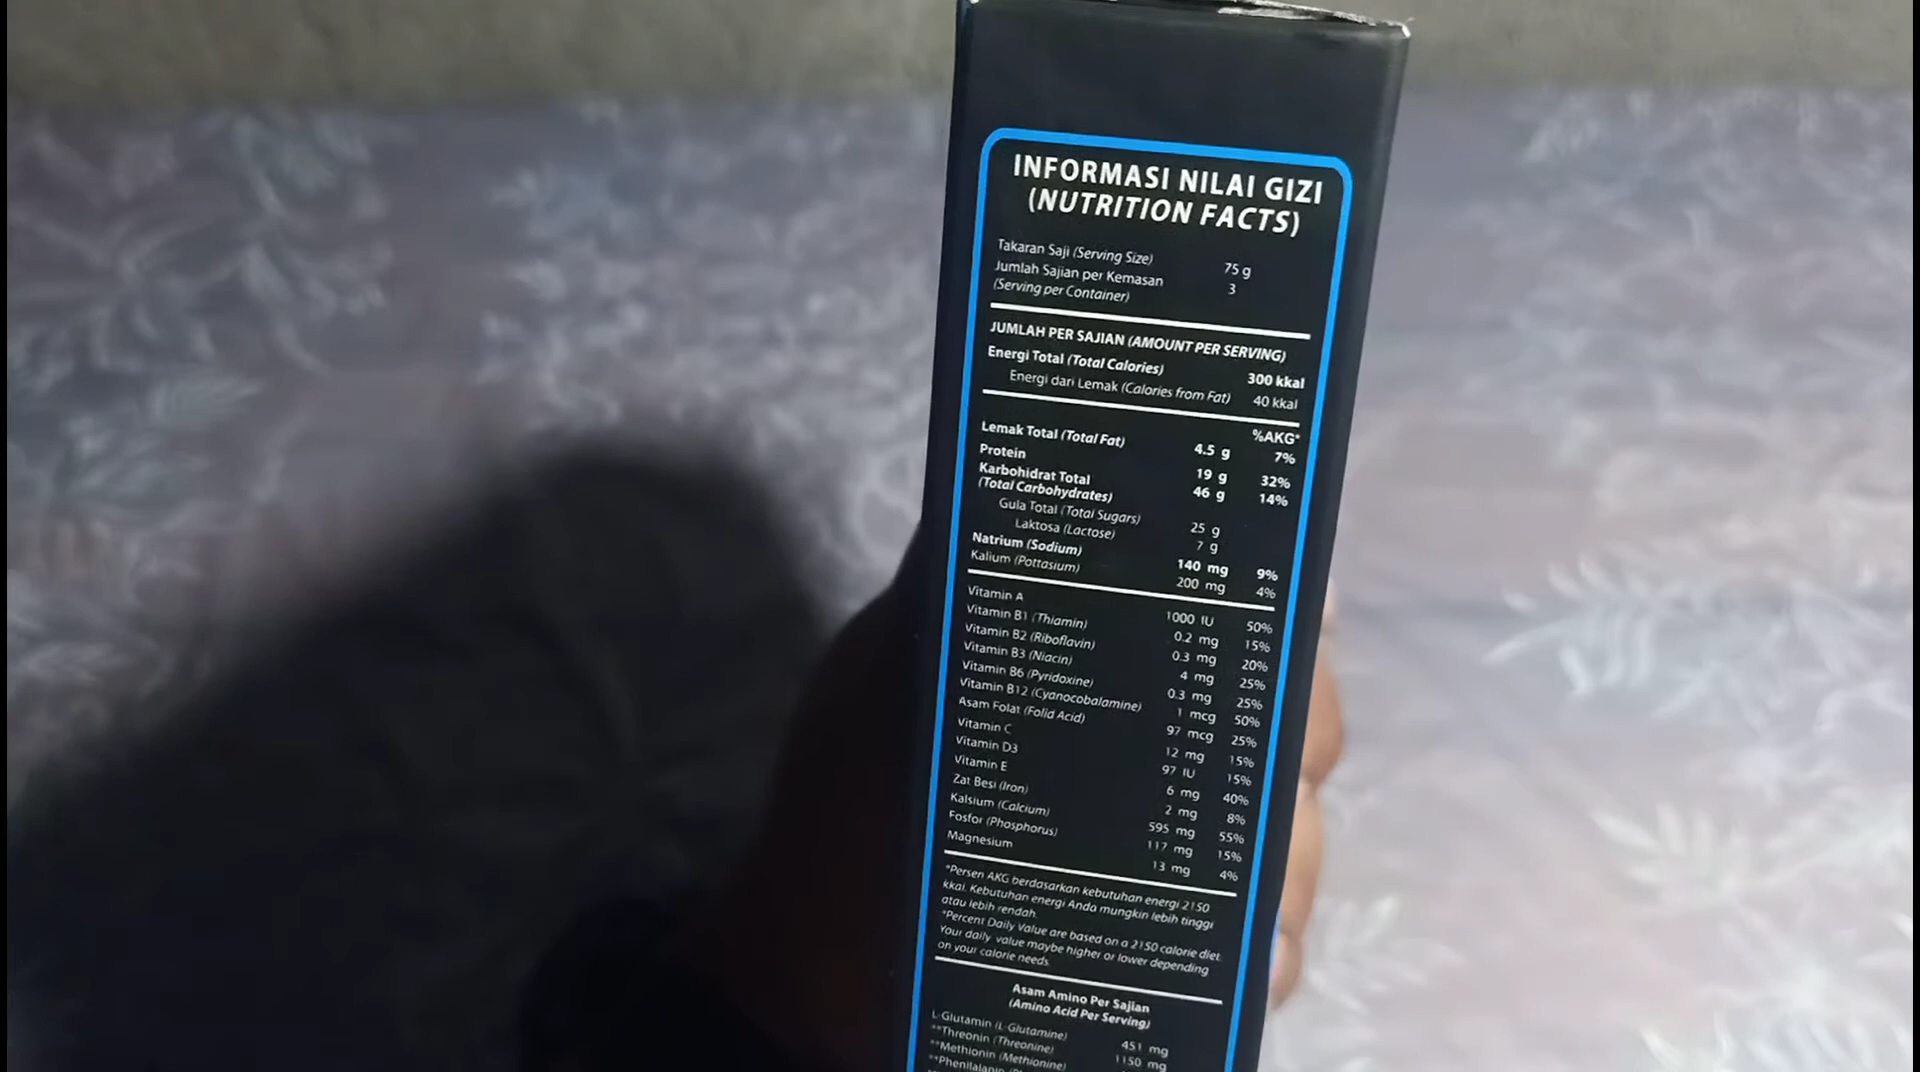 INFORMASI NILAI GIZI
(NUTRITION FACTS)
Takaran Saji (Serving Size) 75 g
Jumlah Sajian per Kemasan 3
(Serving per Container)
JUMLAH PER SAJIAN (AMOUNT PER SERVING)
Energi Total (Total Calories) 300 kkal
Energi dari Lemak (Calories from Fat) 40 kkal
%AKG*
Lemak Total (Total Fat) 4.5 g 7%
Protein 19 g 32%
Karbohidrat Total 46 g 14%
(Total Carbohydrates)
Gula Total (Total Sugars) 25 g
Laktosa (Lactose) 7 g
Natrium (Sodium) 140 mg 9%
Kalium (Pottasium) 200 mg 4%
Vitamin A 1000 IU 50%
Vitamin B1 (Thiamin) 0.2 mg 15%
Vitamin B2 (Riboflavin) 0.3 mg 20%
Vitamin B3 (Niacin) 4 mg 25%
Vitamin B6 (Pyridoxine) 0.3 mg 25%
Vitamin B12 (Cyanocobalamine) 1 mcg 50%
Asam Folat (Folid Acid) 97 mcg 25%
Vitamin C 12 mg 15%
Vitamin D3 97 IU 15%
Vitamin E 6 mg 40%
Zat Besi (Iron) 2 mg 8%
Kalsium (Calcium) 595 mg 55%
Fosfor (Phosphorus) 117 mg 15%
Magnesium 13 mg 4%
*Persen AKG berdasarkan kebutuhan energi 2150
kkal. Kebutuhan energi Anda mungkin lebih tinggi
atau lebih rendah.
*Percent Daily Value are based on a 2150 calorie diet.
Your daily value maybe higher or lower depending
on your calorie needs.
Asam Amino Per Sajian
(Amino Acid Per Serving)
L-Glutamin (L-Glutamine) 451 mg
**Threonin (Threonine) 1150 mg
**Methionin (Methionine)
**Phenilalanin